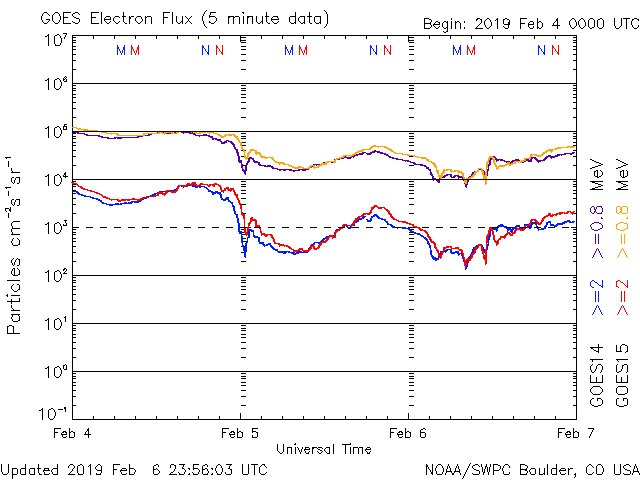 GOES Electron Flux (5 minute data)
Begin: 2019 Feb 4 0000 UTC
Particles cm⁻²s⁻¹sr⁻¹
10⁷
10⁶
10⁵
10⁴
10³
10²
10¹
10⁰
10⁻¹
M M N N M M N N M M N N
Feb 4 Feb 5 Feb 6 Feb 7
Universal Time
GOES14 >=2 >=0.8 MeV
GOES15 >=2 >=0.8 MeV
Updated 2019 Feb 6 23:56:03 UTC
NOAA/SWPC Boulder, CO USA